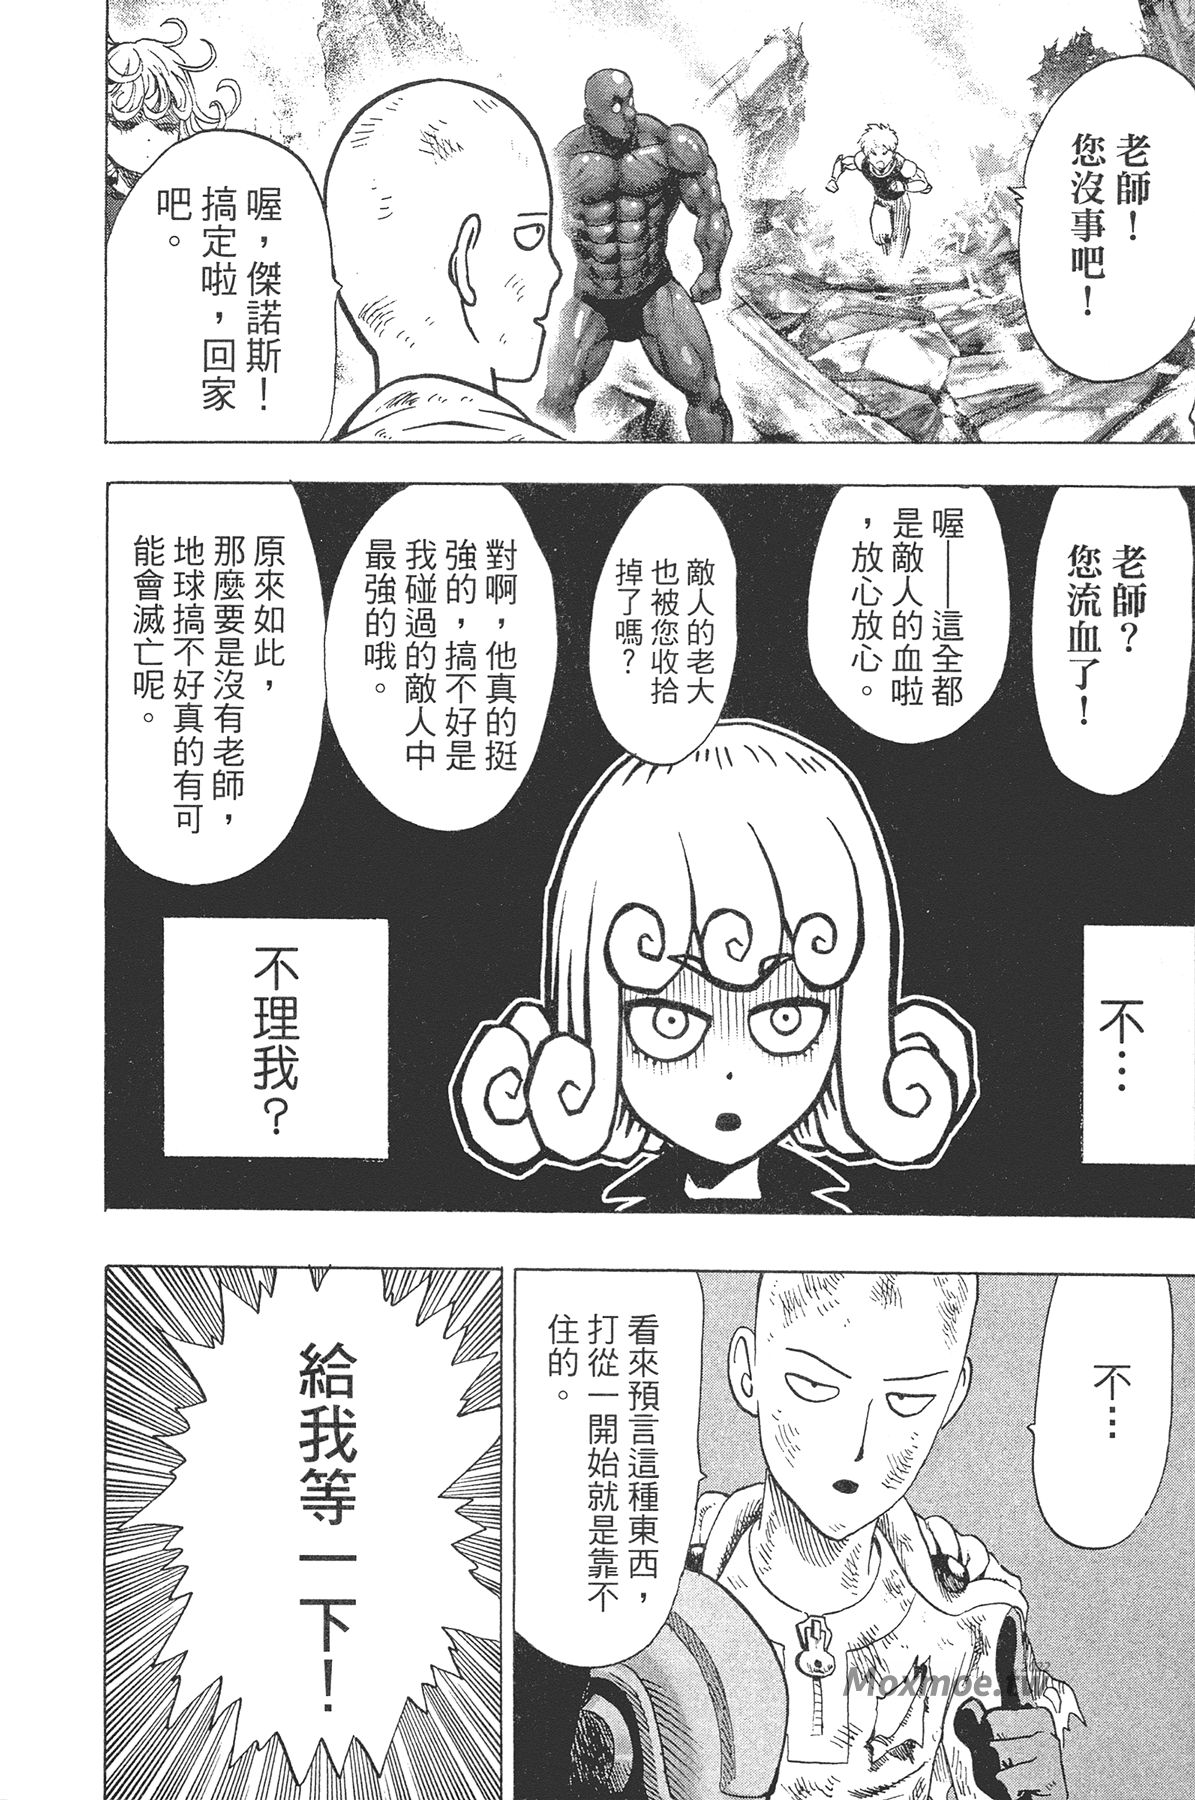 老師！
您沒事吧！
喔，傑諾斯！
搞定啦，回家
吧。
老師？
您流血了！
喔——這全都
是敵人的血啦
，放心放心。
敵人的老大
也被您收拾
掉了嗎？
對啊，他真的挺
強的，搞不好是
我碰過的敵人中
最強的哦。
原來如此，
那麼要是沒有老師，
地球搞不好真的有可
能會滅亡呢。
不…
不理我？
不…
看來預言這種東西，
打從一開始就是靠不
住的。
給我等一下！
Moxmoe.tw